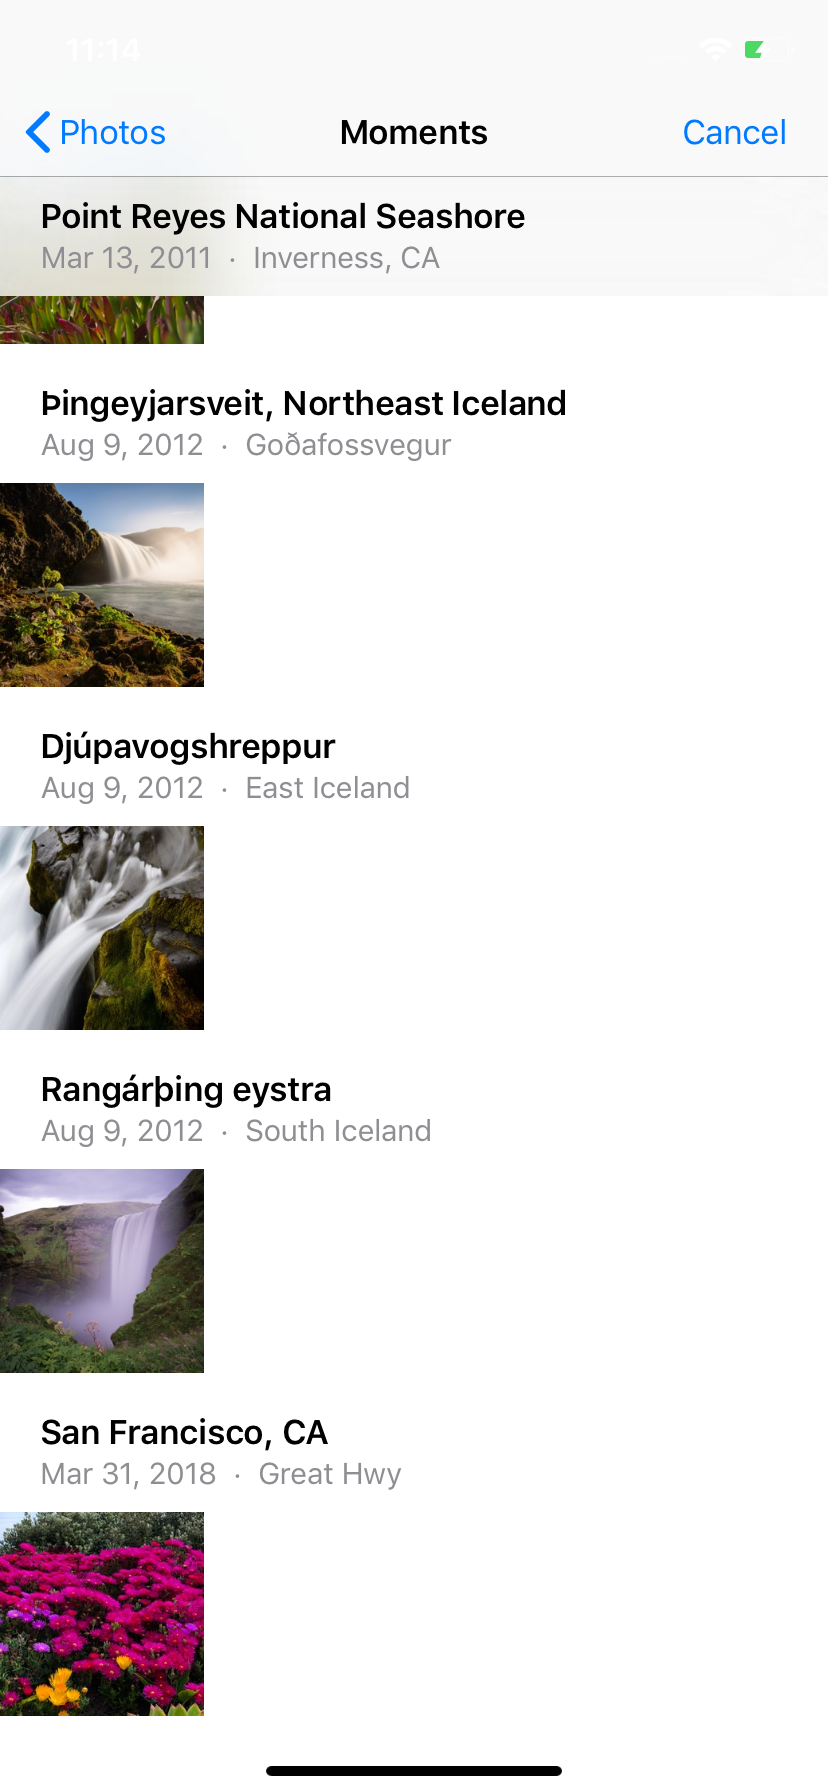 11:14
Photos
Moments
Cancel
Point Reyes National Seashore
Mar 13, 2011 · Inverness, CA
Þingeyjarsveit, Northeast Iceland
Aug 9, 2012 · Goðafossvegur
Djúpavogshreppur
Aug 9, 2012 · East Iceland
Rangárþing eystra
Aug 9, 2012 · South Iceland
San Francisco, CA
Mar 31, 2018 · Great Hwy